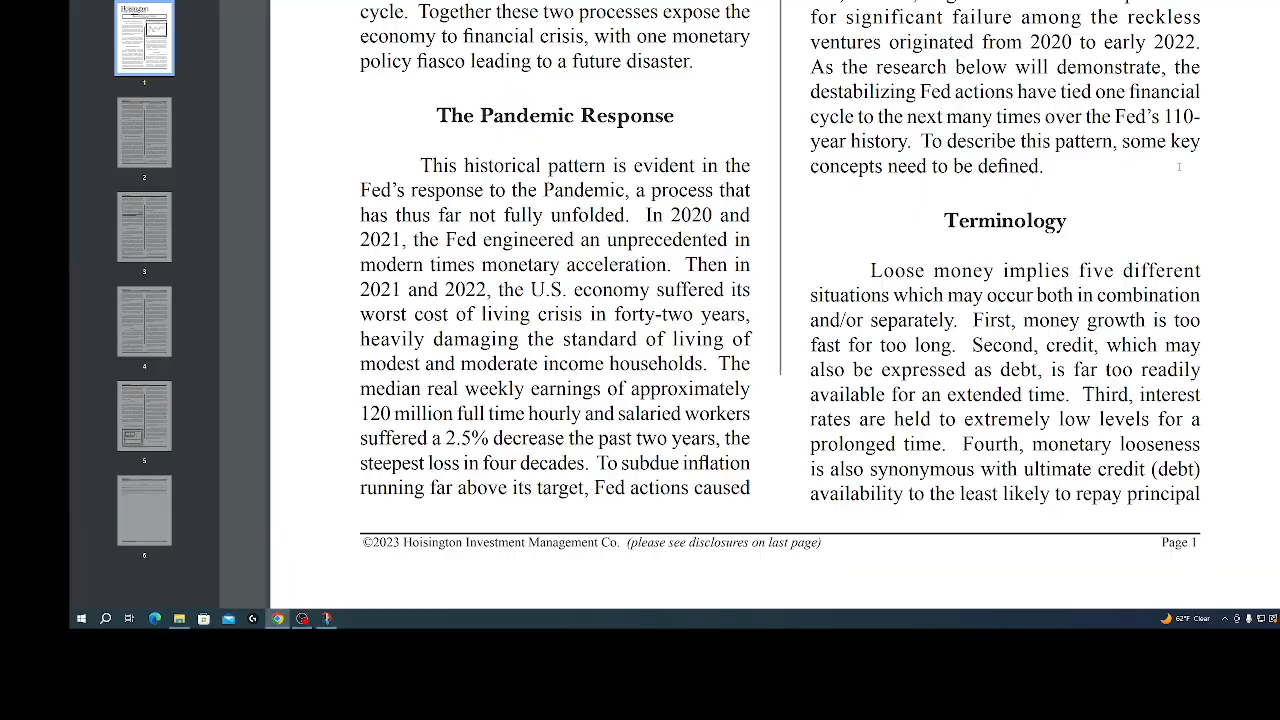 Hoisington
1
2
3
4
5
6
cycle. Together these two processes expose the
economy to financial cycles with one monetary
policy fiasco leading to a future disaster.
The Pandemic Response
This historical pattern is evident in the
Fed's response to the Pandemic, a process that
has thus far not fully ended. In 2020 and
2021 the Fed engineered an unprecedented in
modern times monetary acceleration. Then in
2021 and 2022, the U.S. economy suffered its
worst cost of living crisis in forty-two years,
heavily damaging the standard of living of
modest and moderate income households. The
median real weekly earnings of approximately
120 million full time hourly and salaried workers
suffered a 2.5% decrease in past two years, the
steepest loss in four decades. To subdue inflation
running far above its target, Fed actions caused
failures among the reckless
2020 to early 2022.
As the research below will demonstrate, the
destabilizing Fed actions have tied one financial
cycle to the next many times over the Fed's 110-
year history. To describe this pattern, some key
concepts need to be defined.
Terminology
Loose money implies five different
conditions which may occur both in combination
or separately. First, money growth is too
fast for too long. Second, credit, which may
also be expressed as debt, is far too readily
available for an extended time. Third, interest
rates fall to extremely low levels for a
prolonged time. Fourth, monetary looseness
is also synonymous with ultimate credit (debt)
availability to the least likely to repay principal
©2023 Hoisington Investment Management Co. (please see disclosures on last page)
Page 1
62°F Clear